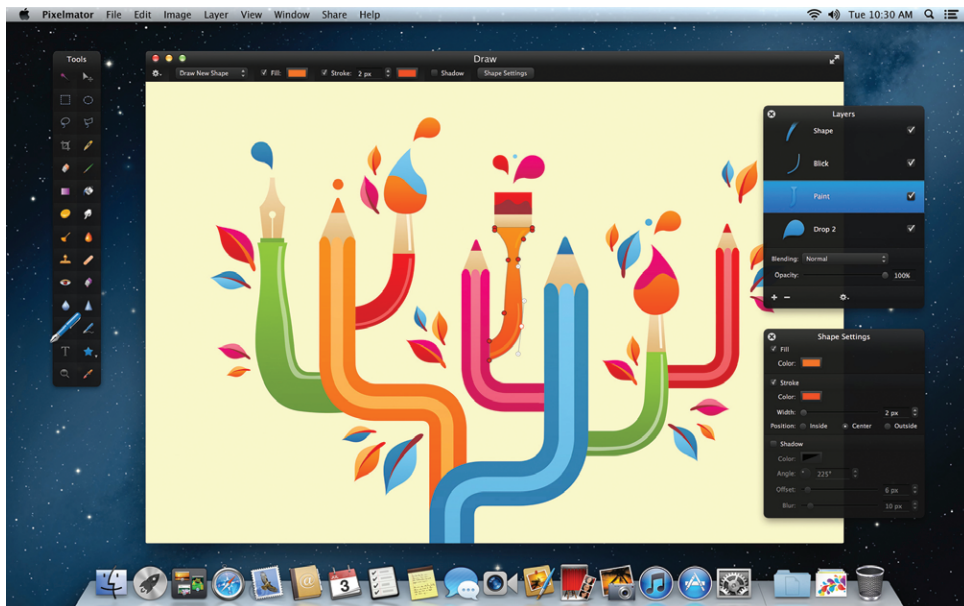 Pixelmator File Edit Image Layer View Window Share Help Tue 10:30 AM
Tools
Draw
Draw New Shape Fill: Stroke: 2 px Shadow Shape Settings
Layers
Shape
Blick
Paint
Drop 2
Blending: Normal
Opacity: 100%
Shape Settings
Fill
Color:
Stroke
Color:
Width: 2 px
Position: Inside Center Outside
Shadow
Color:
Angle: 225°
Offset: 6 px
Blur: 10 px
T
@
3